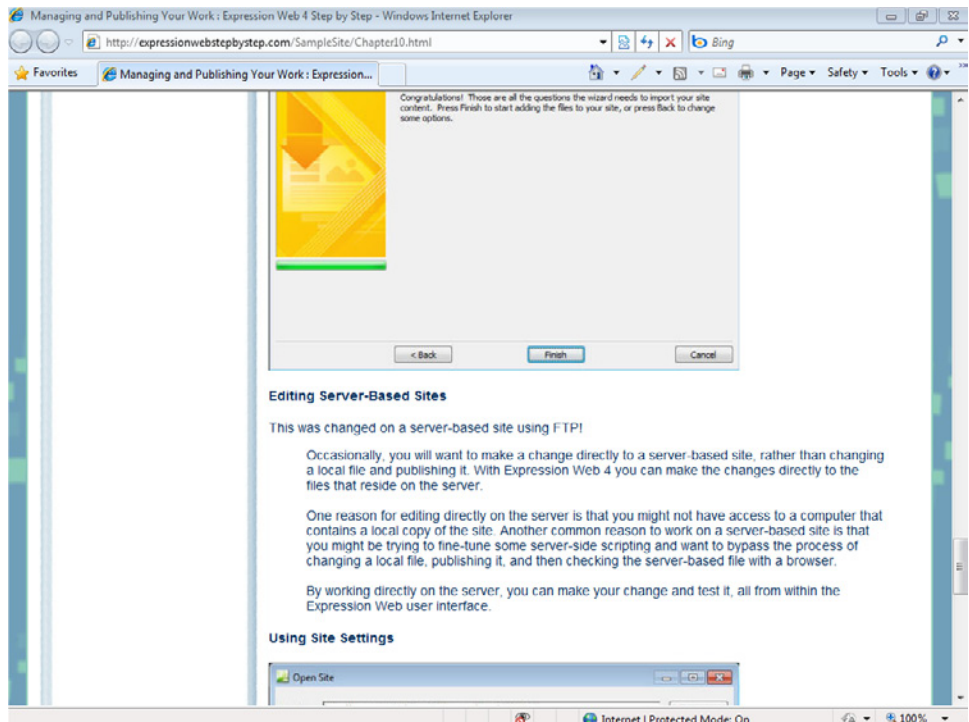 Managing and Publishing Your Work : Expression Web 4 Step by Step - Windows Internet Explorer
http://expressionwebstepbystep.com/SampleSite/Chapter10.html
Bing
Favorites
Managing and Publishing Your Work : Expression...
Page
Safety
Tools
Congratulations! Those are all the questions the wizard needs to import your site
content. Press Finish to start adding the files to your site, or press Back to change
some options.
< Back
Finish
Cancel
Editing Server-Based Sites
This was changed on a server-based site using FTP!
Occasionally, you will want to make a change directly to a server-based site, rather than changing
a local file and publishing it. With Expression Web 4 you can make the changes directly to the
files that reside on the server.
One reason for editing directly on the server is that you might not have access to a computer that
contains a local copy of the site. Another common reason to work on a server-based site is that
you might be trying to fine-tune some server-side scripting and want to bypass the process of
changing a local file, publishing it, and then checking the server-based file with a browser.
By working directly on the server, you can make your change and test it, all from within the
Expression Web user interface.
Using Site Settings
Open Site
Internet | Protected Mode: On
100%